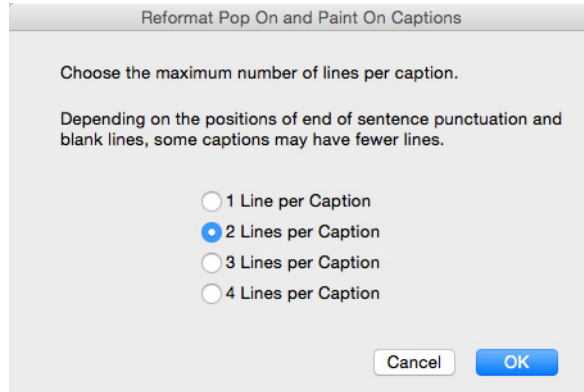 Reformat Pop On and Paint On Captions
Choose the maximum number of lines per caption.
Depending on the positions of end of sentence punctuation and
blank lines, some captions may have fewer lines.
1 Line per Caption
2 Lines per Caption
3 Lines per Caption
4 Lines per Caption
Cancel OK